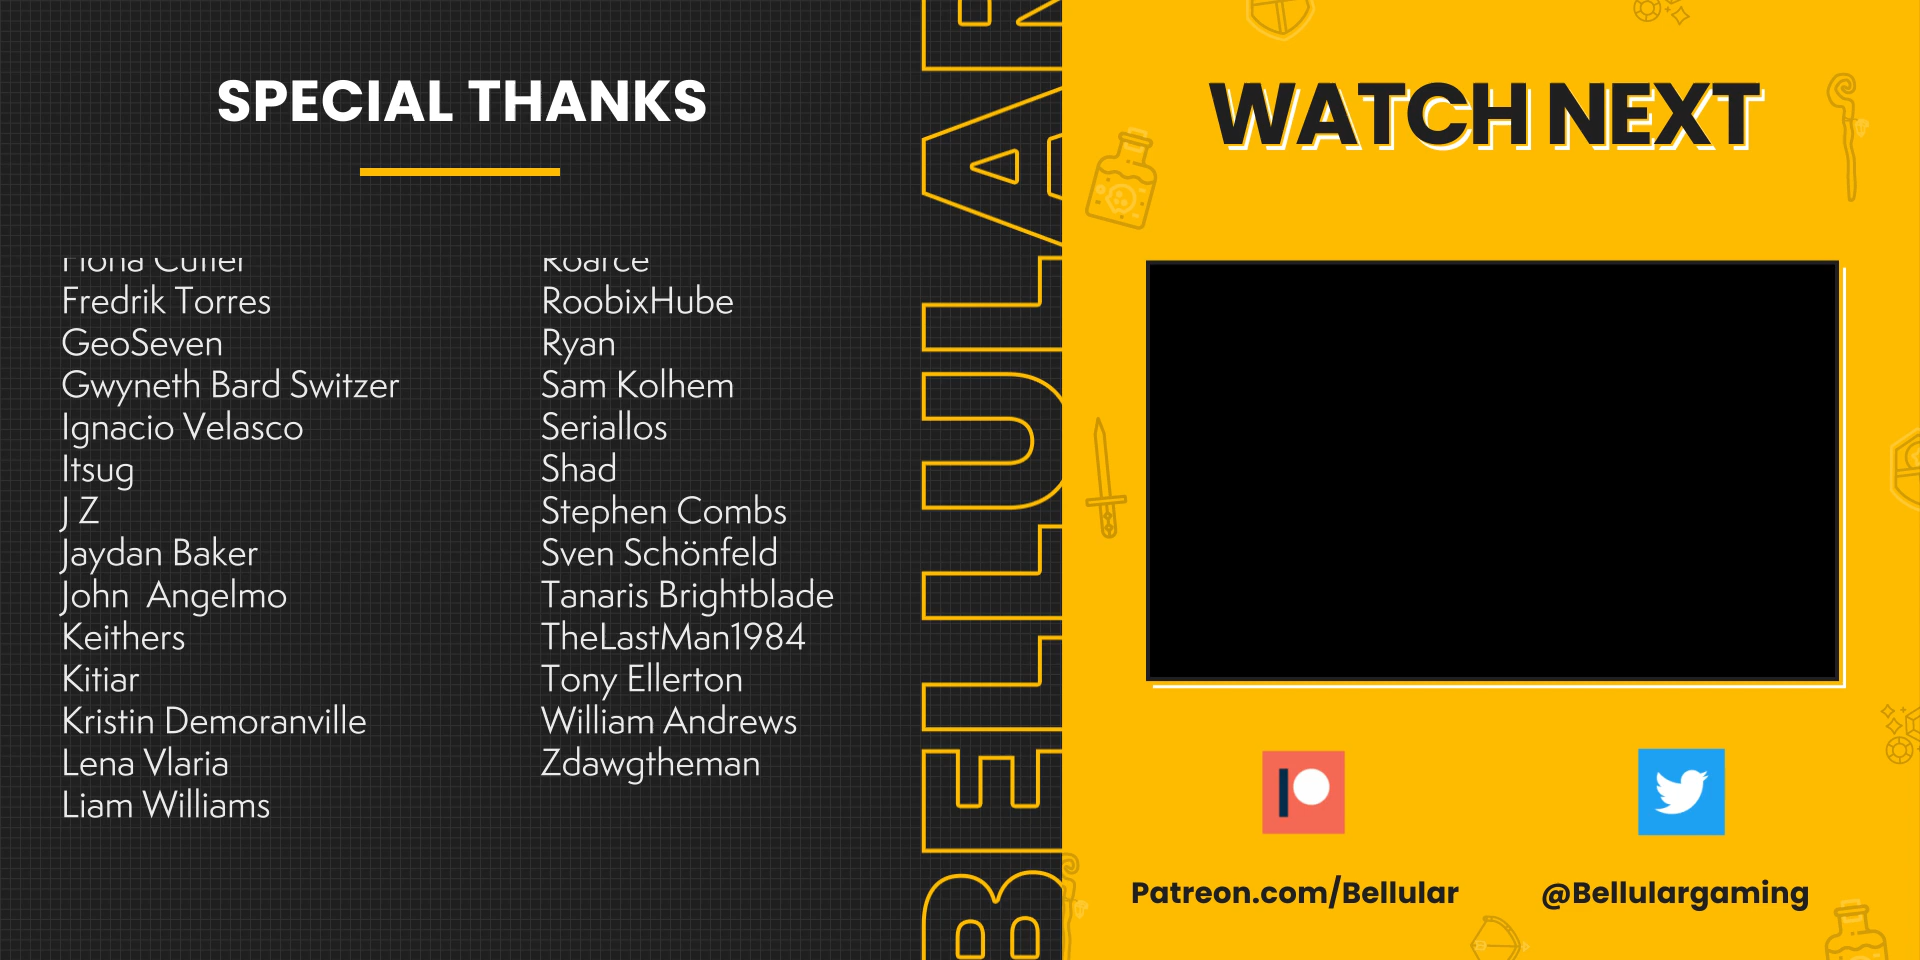 SPECIAL THANKS
Fredrik Torres
GeoSeven
Gwyneth Bard Switzer
Ignacio Velasco
Itsug
J Z
Jaydan Baker
John  Angelmo
Keithers
Kitiar
Kristin Demoranville
Lena Vlaria
Liam Williams
Roarce
RoobixHube
Ryan
Sam Kolhem
Seriallos
Shad
Stephen Combs
Sven Schönfeld
Tanaris Brightblade
TheLastMan1984
Tony Ellerton
William Andrews
Zdawgtheman
BELLULAR
WATCH NEXT
Patreon.com/Bellular
@Bellulargaming